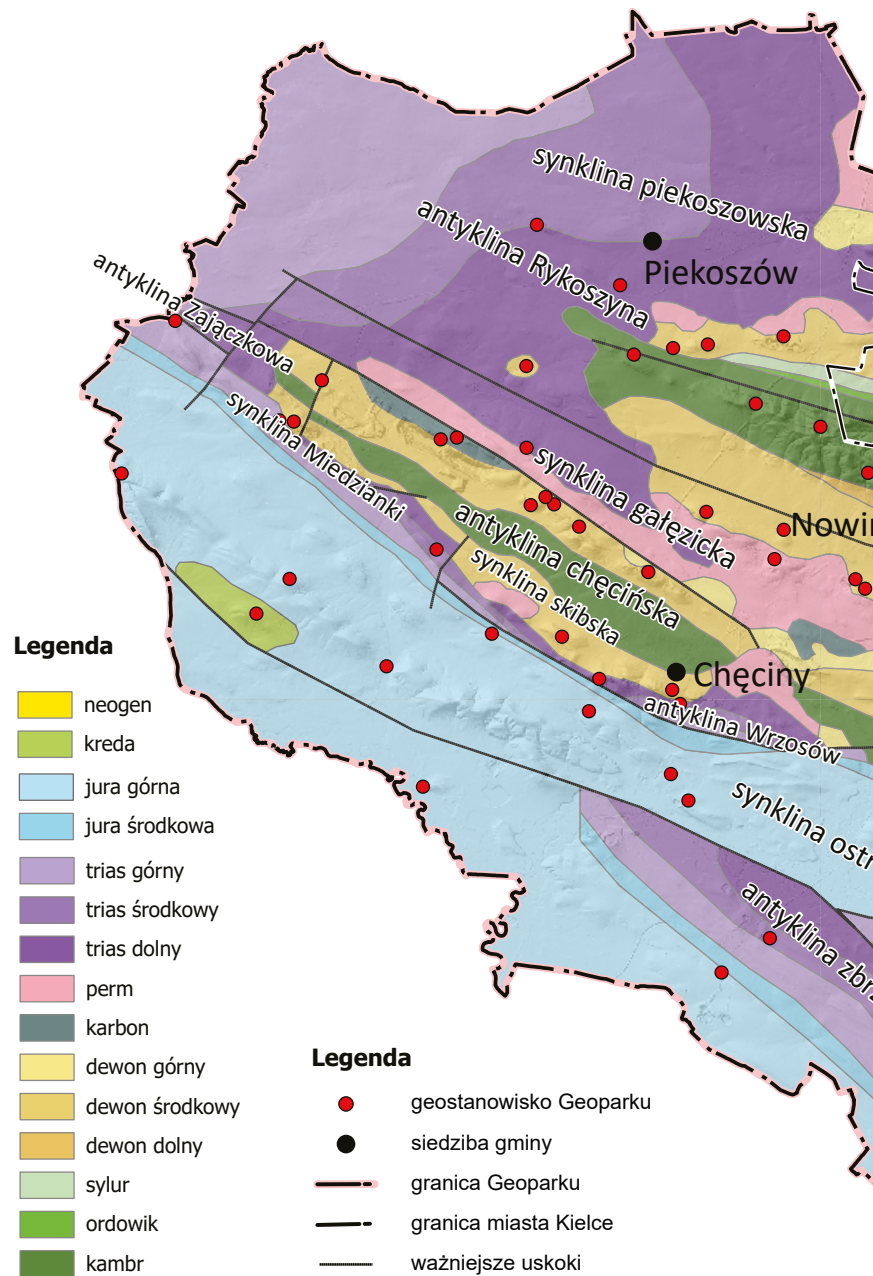 synklina piekoszowska
antyklina Rykoszyna
Piekoszów
antyklina Zajączkowa
synklina Miedzianki
synklina gałęzicka
Nowin
antyklina chęcińska
synklina skibska
Chęciny
antyklina Wrzosów
synklina ostr
antyklina zbrz
Legenda
neogen
kreda
jura górna
jura środkowa
trias górny
trias środkowy
trias dolny
perm
karbon
dewon górny
dewon środkowy
dewon dolny
sylur
ordowik
kambr
Legenda
geostanowisko Geoparku
siedziba gminy
granica Geoparku
granica miasta Kielce
ważniejsze uskoki